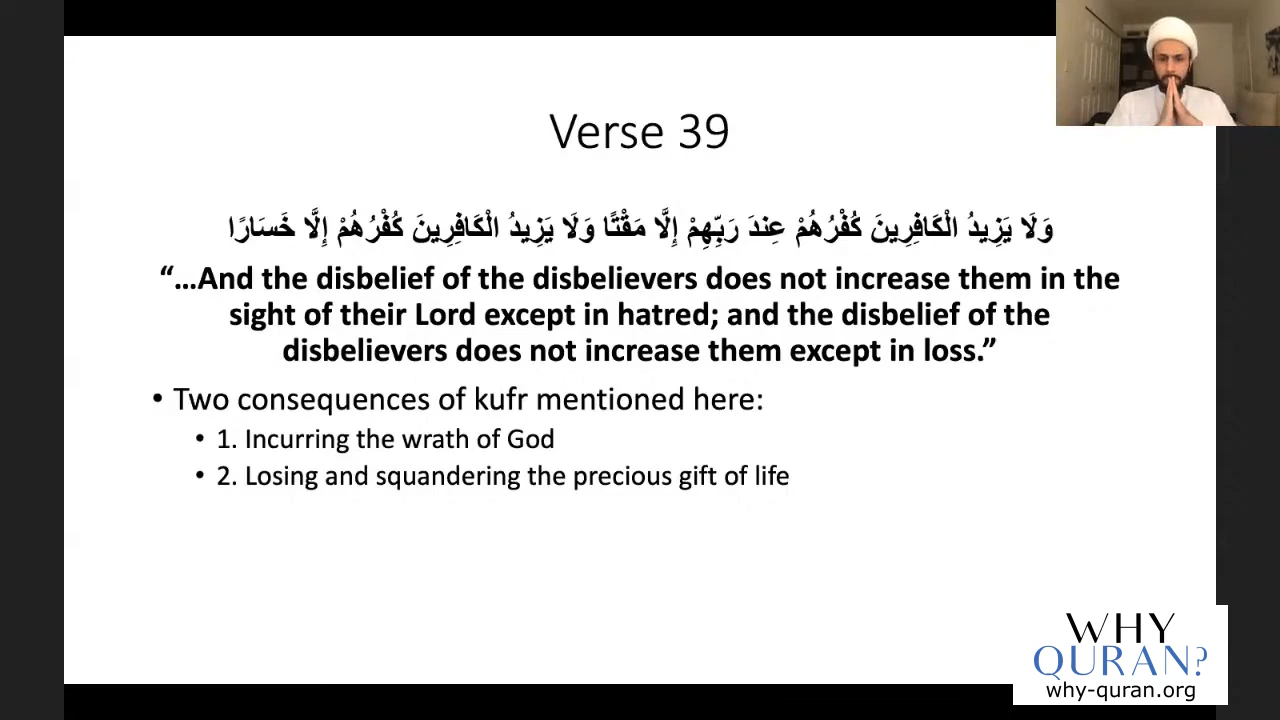 Verse 39
وَلَا يَزِيدُ الْكَافِرِينَ كُفْرُهُمْ عِندَ رَبِّهِمْ إِلَّا مَقْتًا وَلَا يَزِيدُ الْكَافِرِينَ كُفْرُهُمْ إِلَّا خَسَارًا
“…And the disbelief of the disbelievers does not increase them in the
sight of their Lord except in hatred; and the disbelief of the
disbelievers does not increase them except in loss.”
• Two consequences of kufr mentioned here:
• 1. Incurring the wrath of God
• 2. Losing and squandering the precious gift of life
WHY
QURAN?
why-quran.org